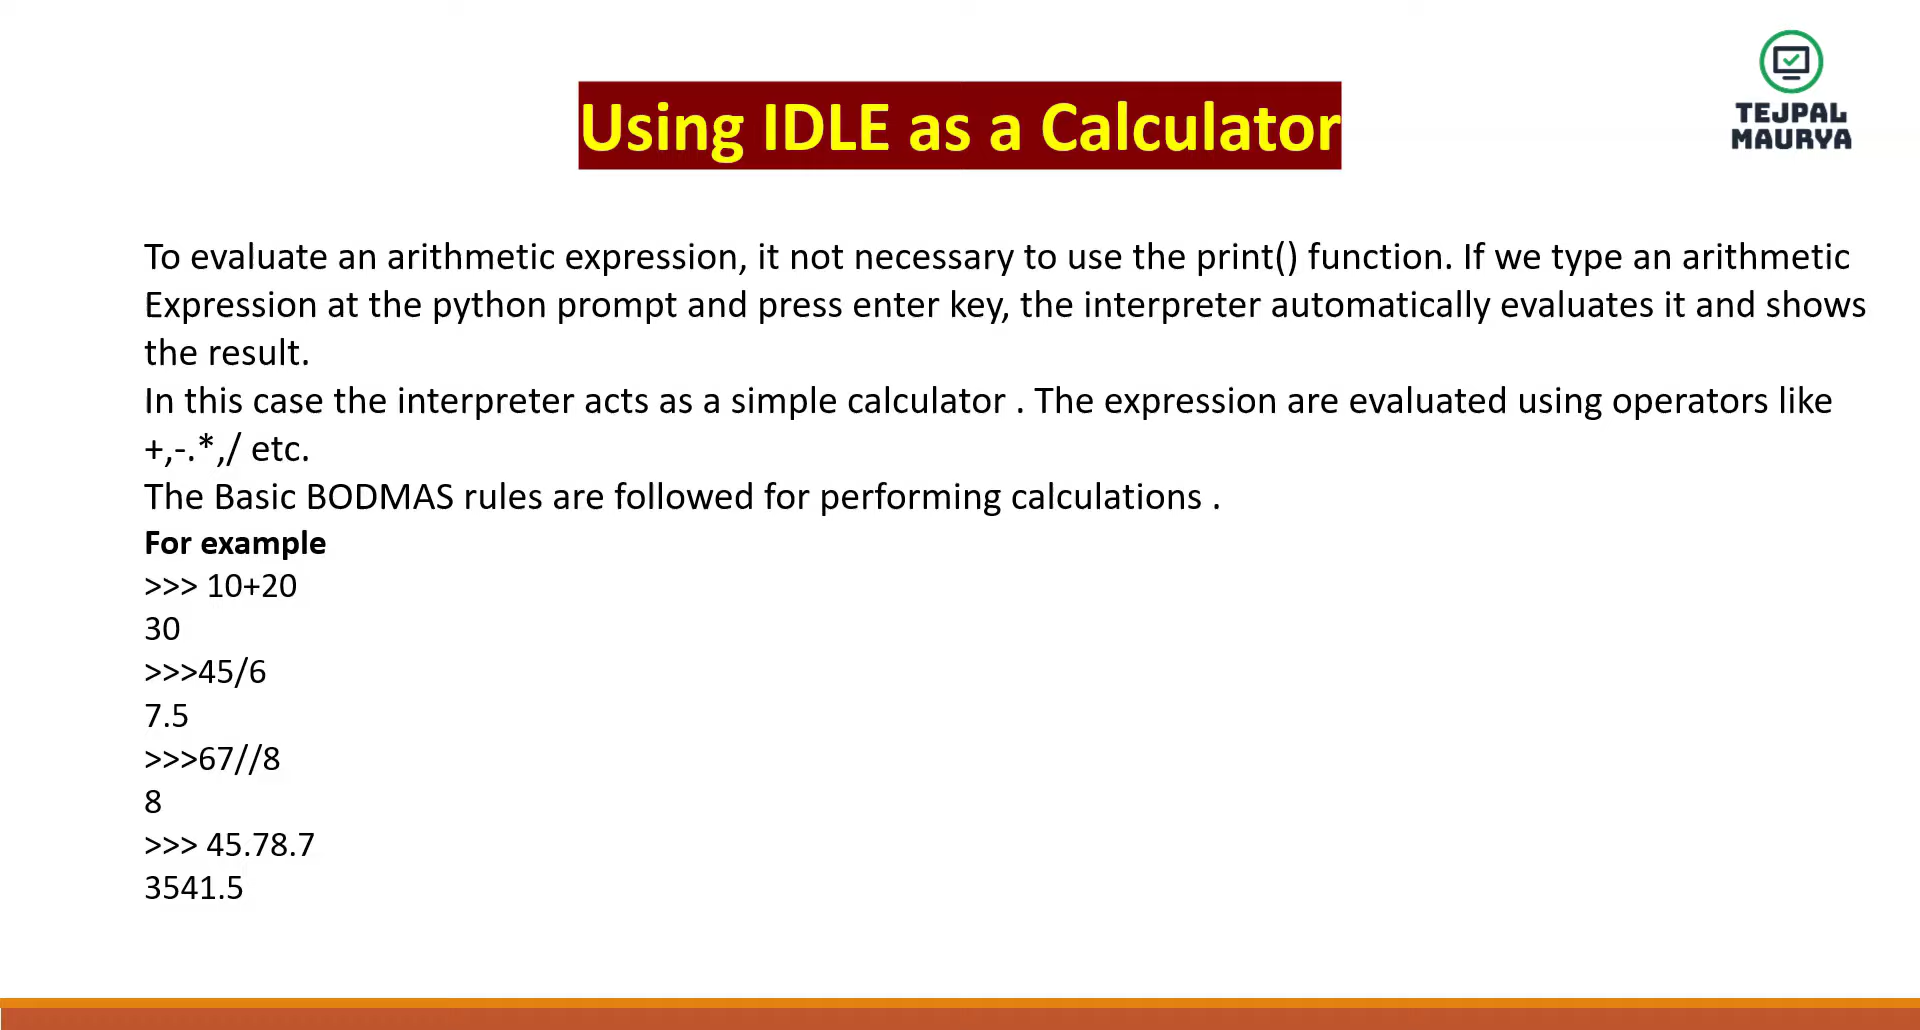 TEJPAL
MAURYA
Using IDLE as a Calculator
To evaluate an arithmetic expression, it not necessary to use the print() function. If we type an arithmetic
Expression at the python prompt and press enter key, the interpreter automatically evaluates it and shows
the result.
In this case the interpreter acts as a simple calculator . The expression are evaluated using operators like
+,-.*,/ etc.
The Basic BODMAS rules are followed for performing calculations .
For example
>>> 10+20
30
>>>45/6
7.5
>>>67//8
8
>>> 45.78.7
3541.5